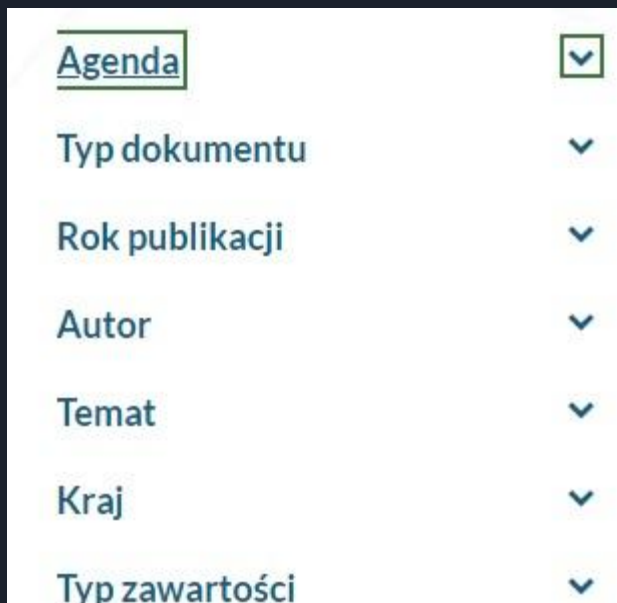 Agenda
Typ dokumentu
Rok publikacji
Autor
Temat
Kraj
Typ zawartości